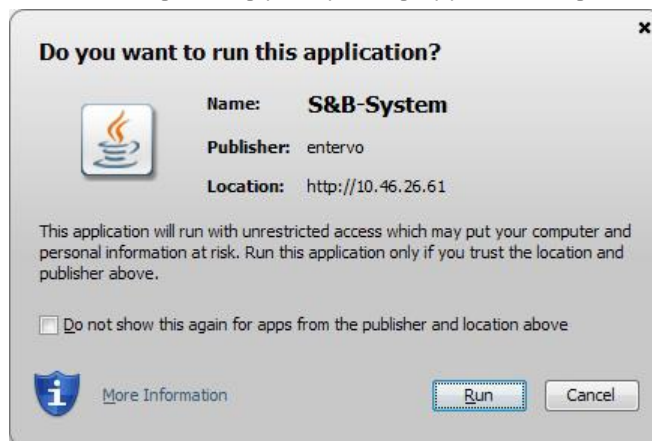 Do you want to run this application?
Name: S&B-System
Publisher: entervo
Location: http://10.46.26.61
This application will run with unrestricted access which may put your computer and
personal information at risk. Run this application only if you trust the location and
publisher above.
Do not show this again for apps from the publisher and location above
More Information
Run
Cancel